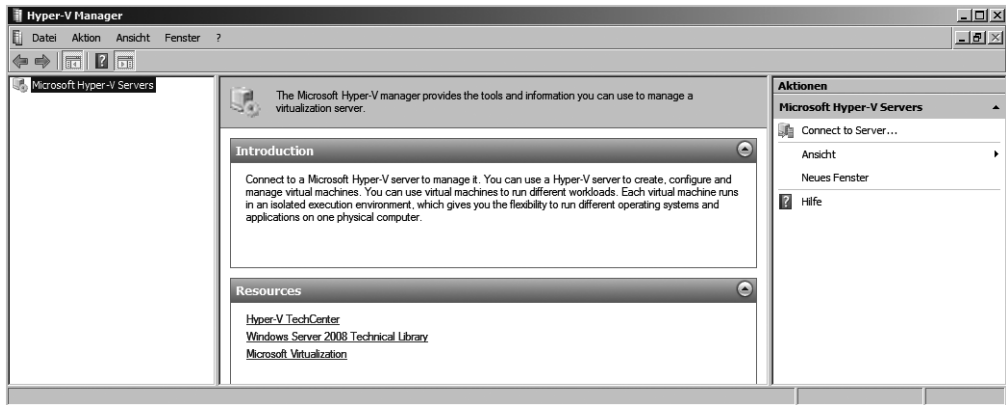 Hyper-V Manager
Datei Aktion Ansicht Fenster ?
Microsoft Hyper-V Servers
The Microsoft Hyper-V manager provides the tools and information you can use to manage a
virtualization server.
Introduction
Connect to a Microsoft Hyper-V server to manage it. You can use a Hyper-V server to create, configure and
manage virtual machines. You can use virtual machines to run different workloads. Each virtual machine runs
in an isolated execution environment, which gives you the flexibility to run different operating systems and
applications on one physical computer.
Resources
Hyper-V TechCenter
Windows Server 2008 Technical Library
Microsoft Virtualization
Aktionen
Microsoft Hyper-V Servers
Connect to Server...
Ansicht
Neues Fenster
Hilfe